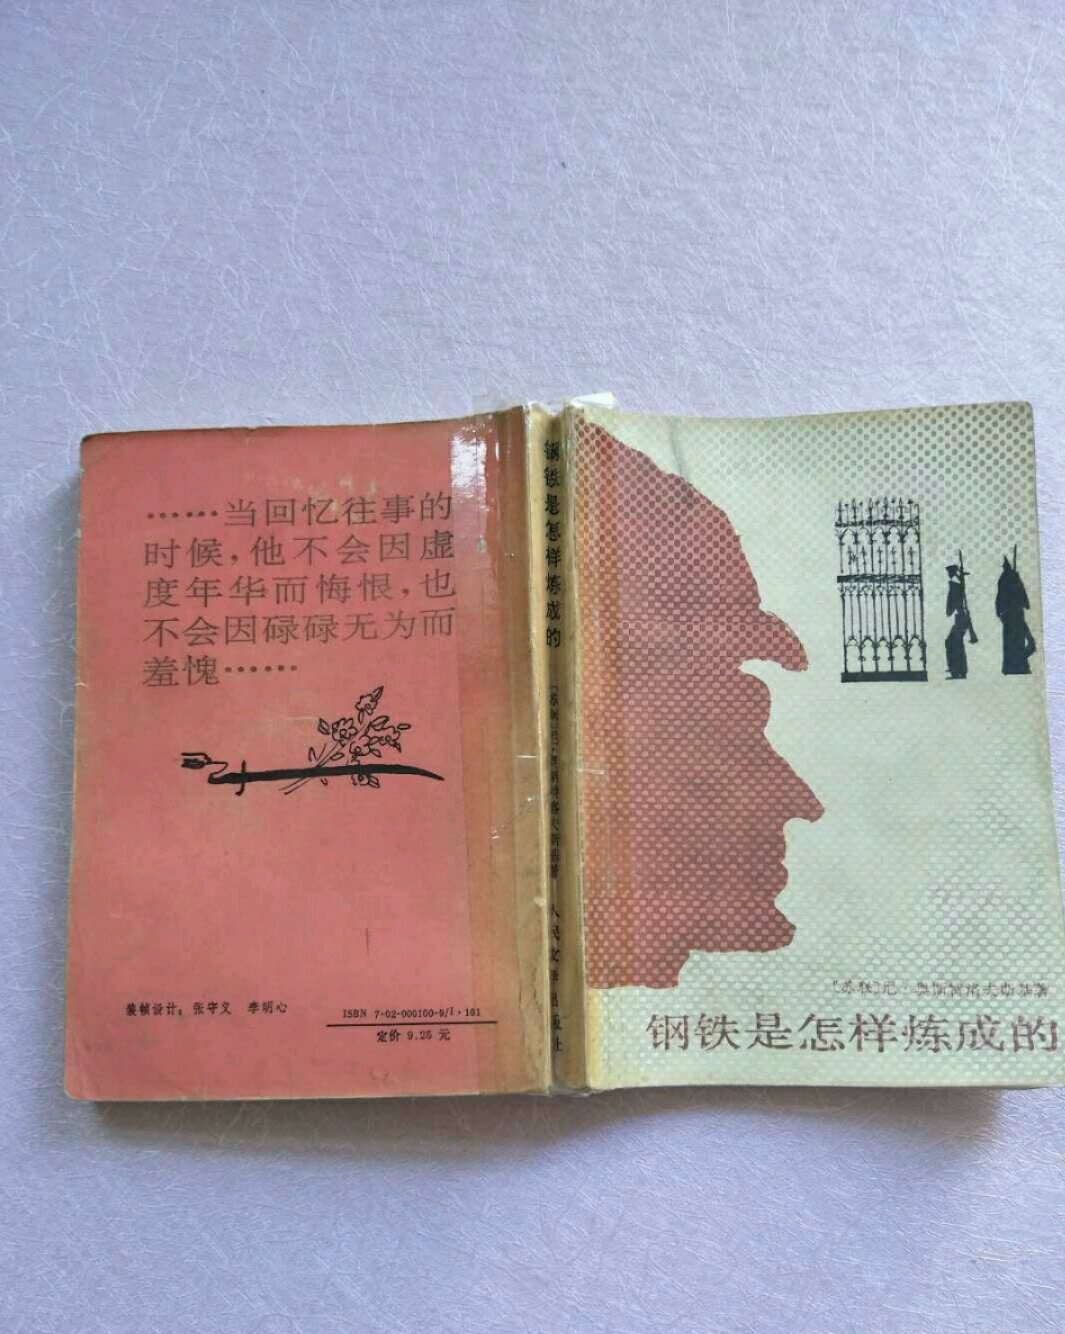 ……当回忆往事的
时候，他不会因虚
度年华而悔恨，也
不会因碌碌无为而
羞愧……
装帧设计：张守义 李明心
ISBN 7-02-000100-9/I·101
定价 9.25 元
钢铁是怎样炼成的
人民文学出版社
〔苏联〕尼·奥斯特洛夫斯基著
钢铁是怎样炼成的